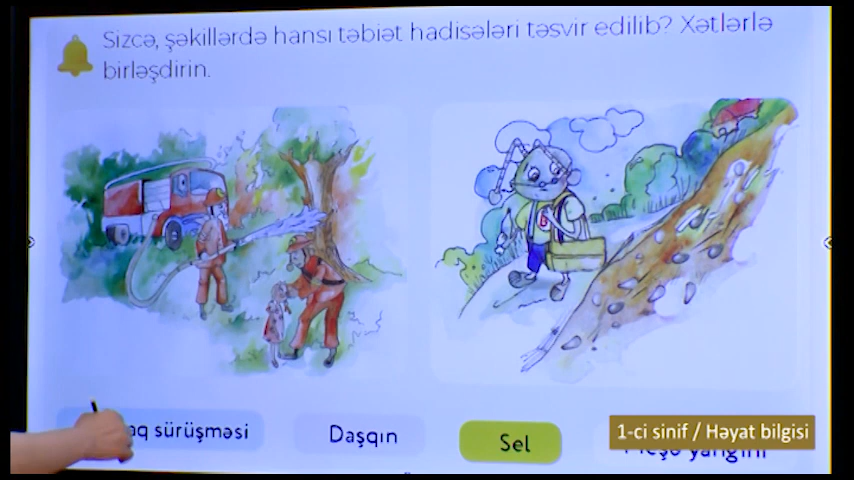 Sizcə, şəkillərdə hansı təbiət hadisələri təsvir edilib? Xətlərlə
birləşdirin.
sürüşməsi
Daşqın
Sel
1-ci sinif / Həyat bilgisi